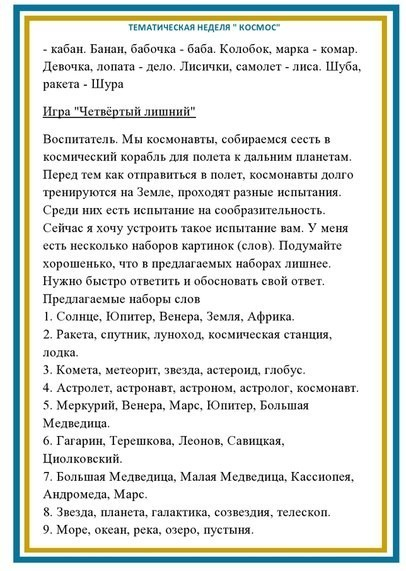 ТЕМАТИЧЕСКАЯ НЕДЕЛЯ " КОСМОС"
- кабан. Банан, бабочка - баба. Колобок, марка - комар.
Девочка, лопата - дело. Лисички, самолет - лиса. Шуба,
ракета - Шура
Игра "Четвёртый лишний"
Воспитатель. Мы космонавты, собираемся сесть в
космический корабль для полета к дальним планетам.
Перед тем как отправиться в полет, космонавты долго
тренируются на Земле, проходят разные испытания.
Среди них есть испытание на сообразительность.
Сейчас я хочу устроить такое испытание вам. У меня
есть несколько наборов картинок (слов). Подумайте
хорошенько, что в предлагаемых наборах лишнее.
Нужно быстро ответить и обосновать свой ответ.
Предлагаемые наборы слов
1. Солнце, Юпитер, Венера, Земля, Африка.
2. Ракета, спутник, луноход, космическая станция,
лодка.
3. Комета, метеорит, звезда, астероид, глобус.
4. Астролет, астронавт, астроном, астролог, космонавт.
5. Меркурий, Венера, Марс, Юпитер, Большая
Медведица.
6. Гагарин, Терешкова, Леонов, Савицкая,
Циолковский.
7. Большая Медведица, Малая Медведица, Кассиопея,
Андромеда, Марс.
8. Звезда, планета, галактика, созвездия, телескоп.
9. Море, океан, река, озеро, пустыня.